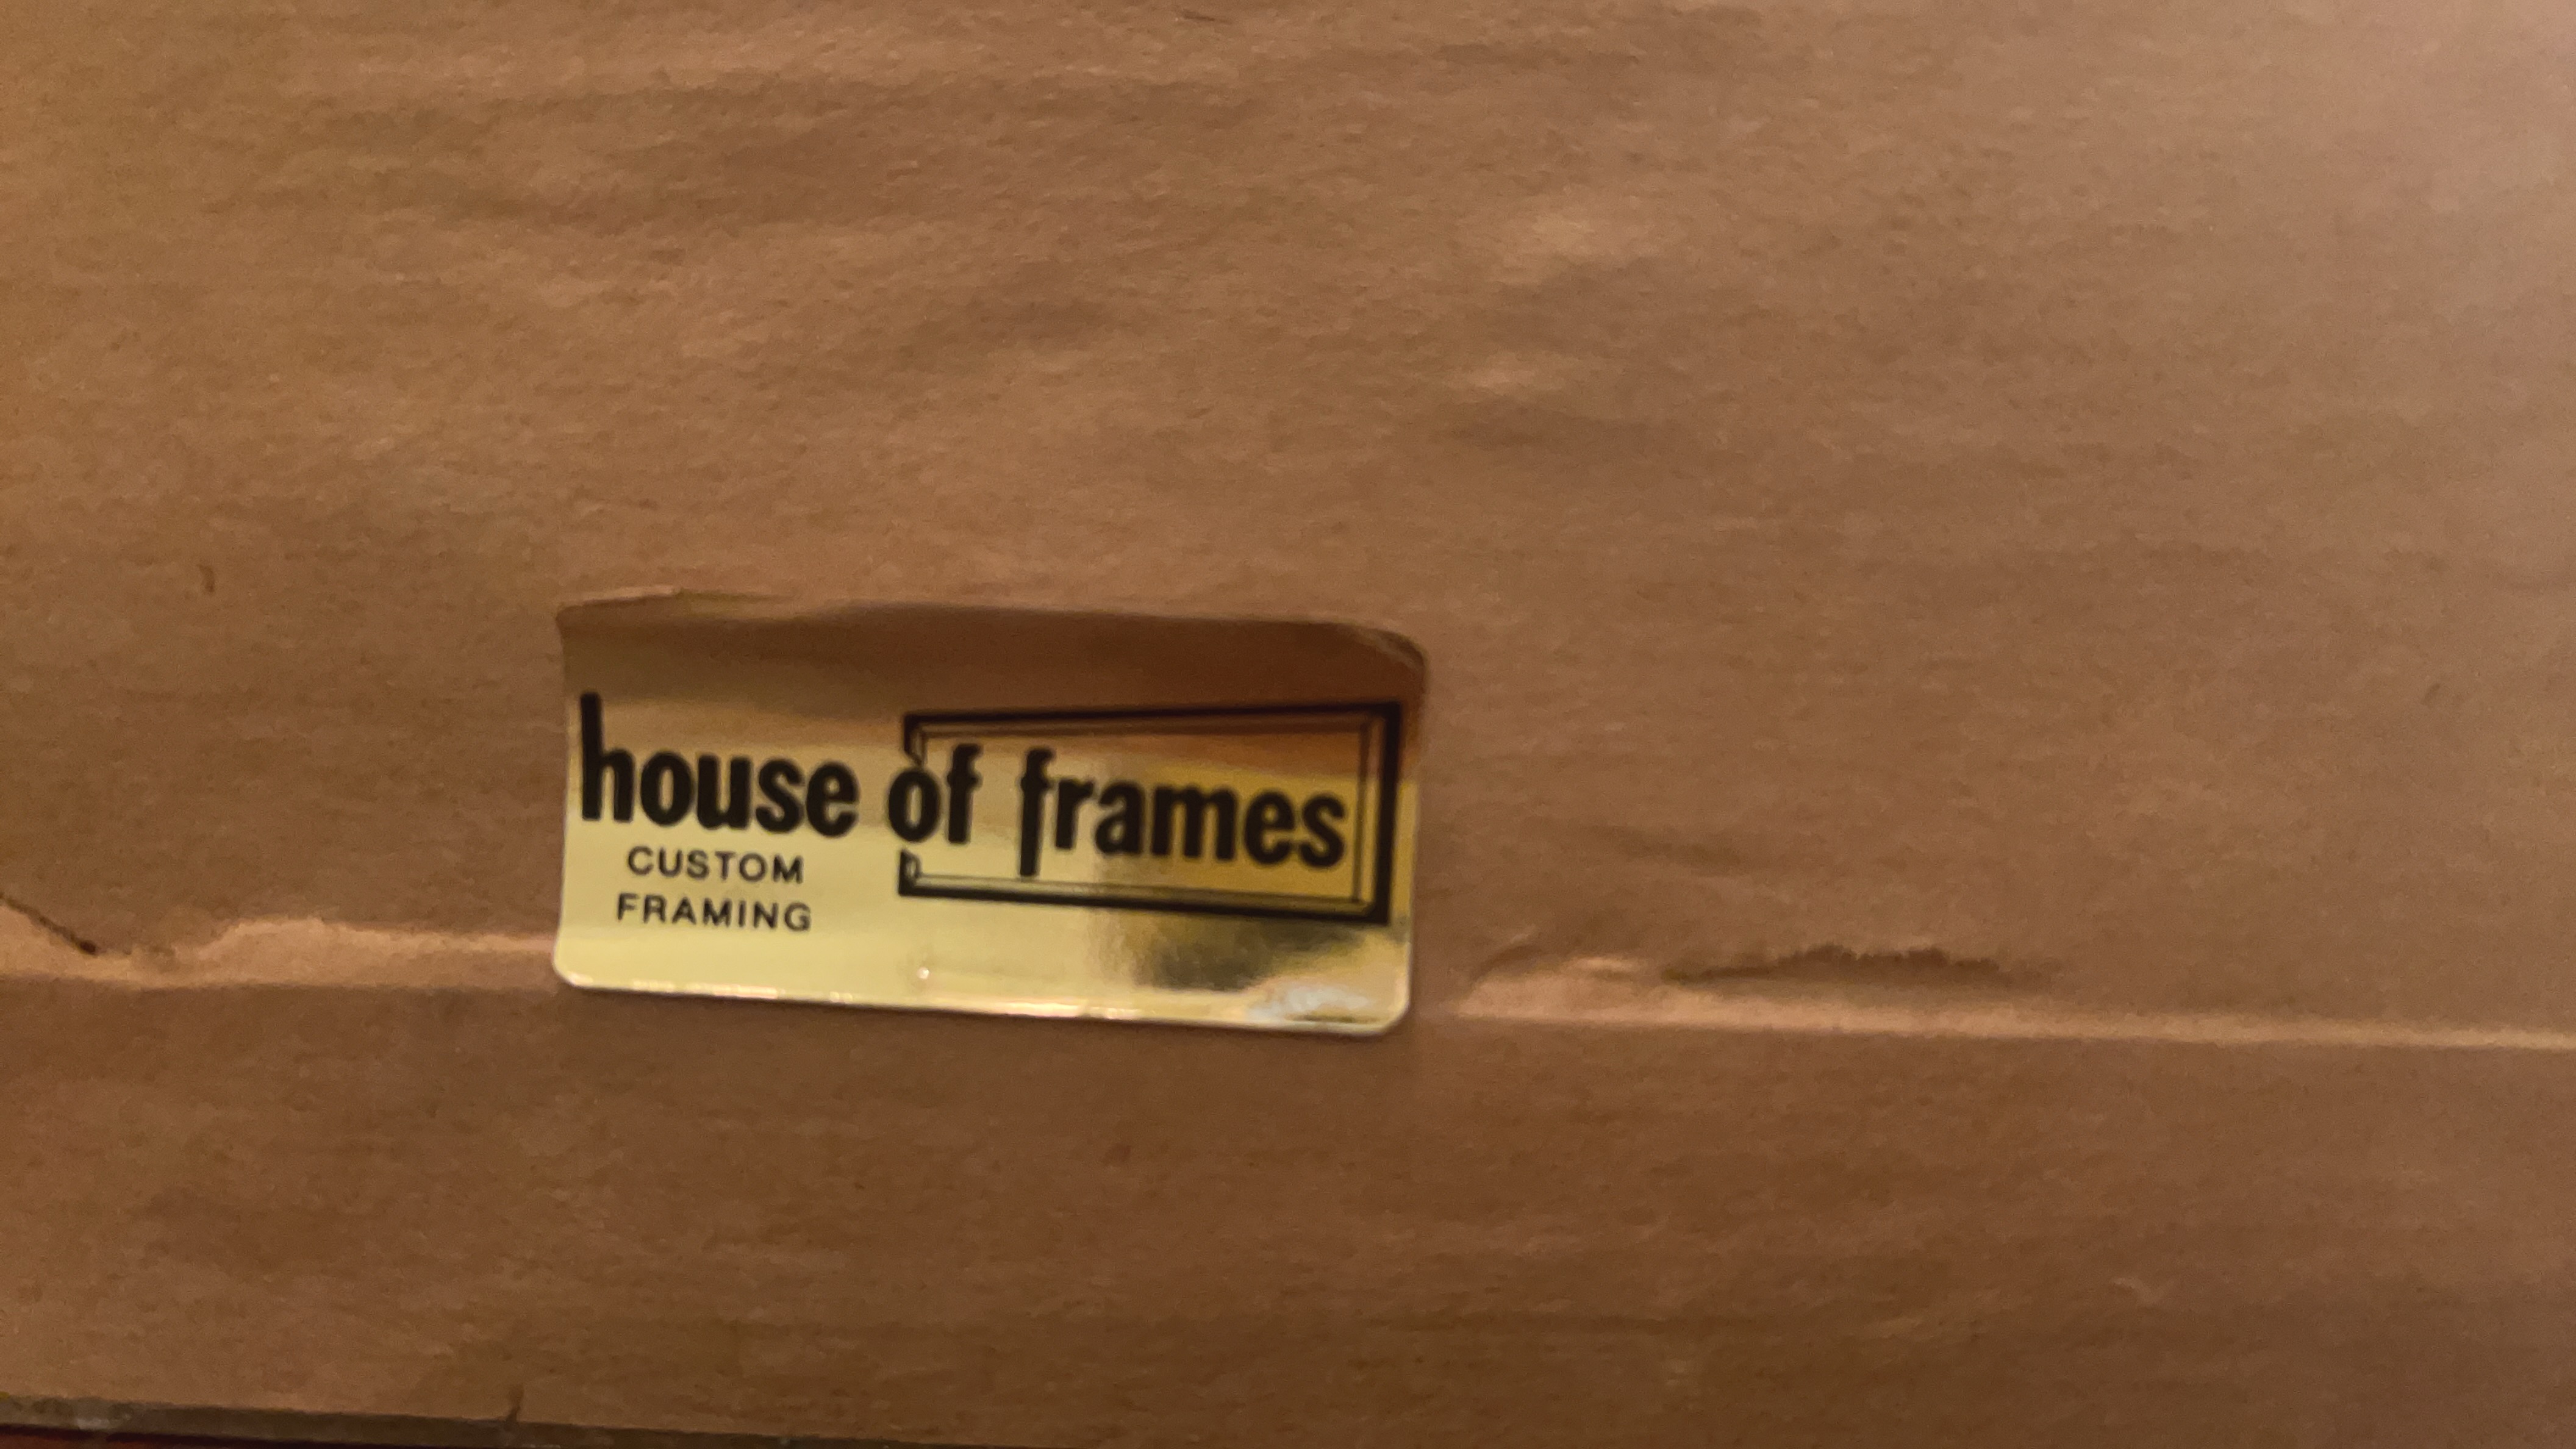 house of frames
CUSTOM
FRAMING